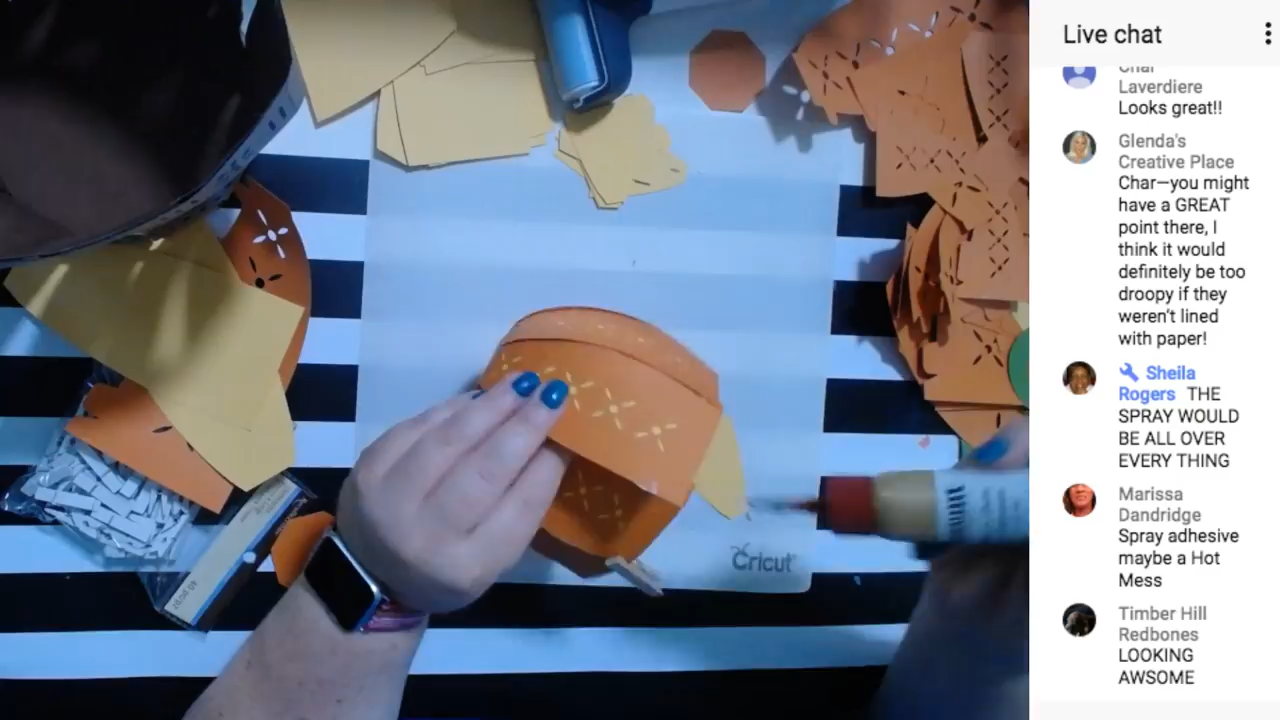 Live chat
Char
Laverdiere
Looks great!!
Glenda's
Creative Place
Char—you might
have a GREAT
point there, I
think it would
definitely be too
droopy if they
weren't lined
with paper!
Sheila
Rogers THE
SPRAY WOULD
BE ALL OVER
EVERY THING
Marissa
Dandridge
Spray adhesive
maybe a Hot
Mess
Timber Hill
Redbones
LOOKING
AWSOME
Cricut